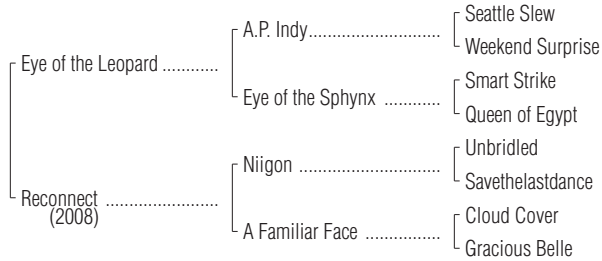 Seattle Slew
A.P. Indy..............................
Weekend Surprise
Eye of the Leopard ............
Smart Strike
Eye of the Sphynx .............
Queen of Egypt
Unbridled
Niigon .................................
Savethelastdance
Reconnect ........................
(2008)
Cloud Cover
A Familiar Face .................
Gracious Belle